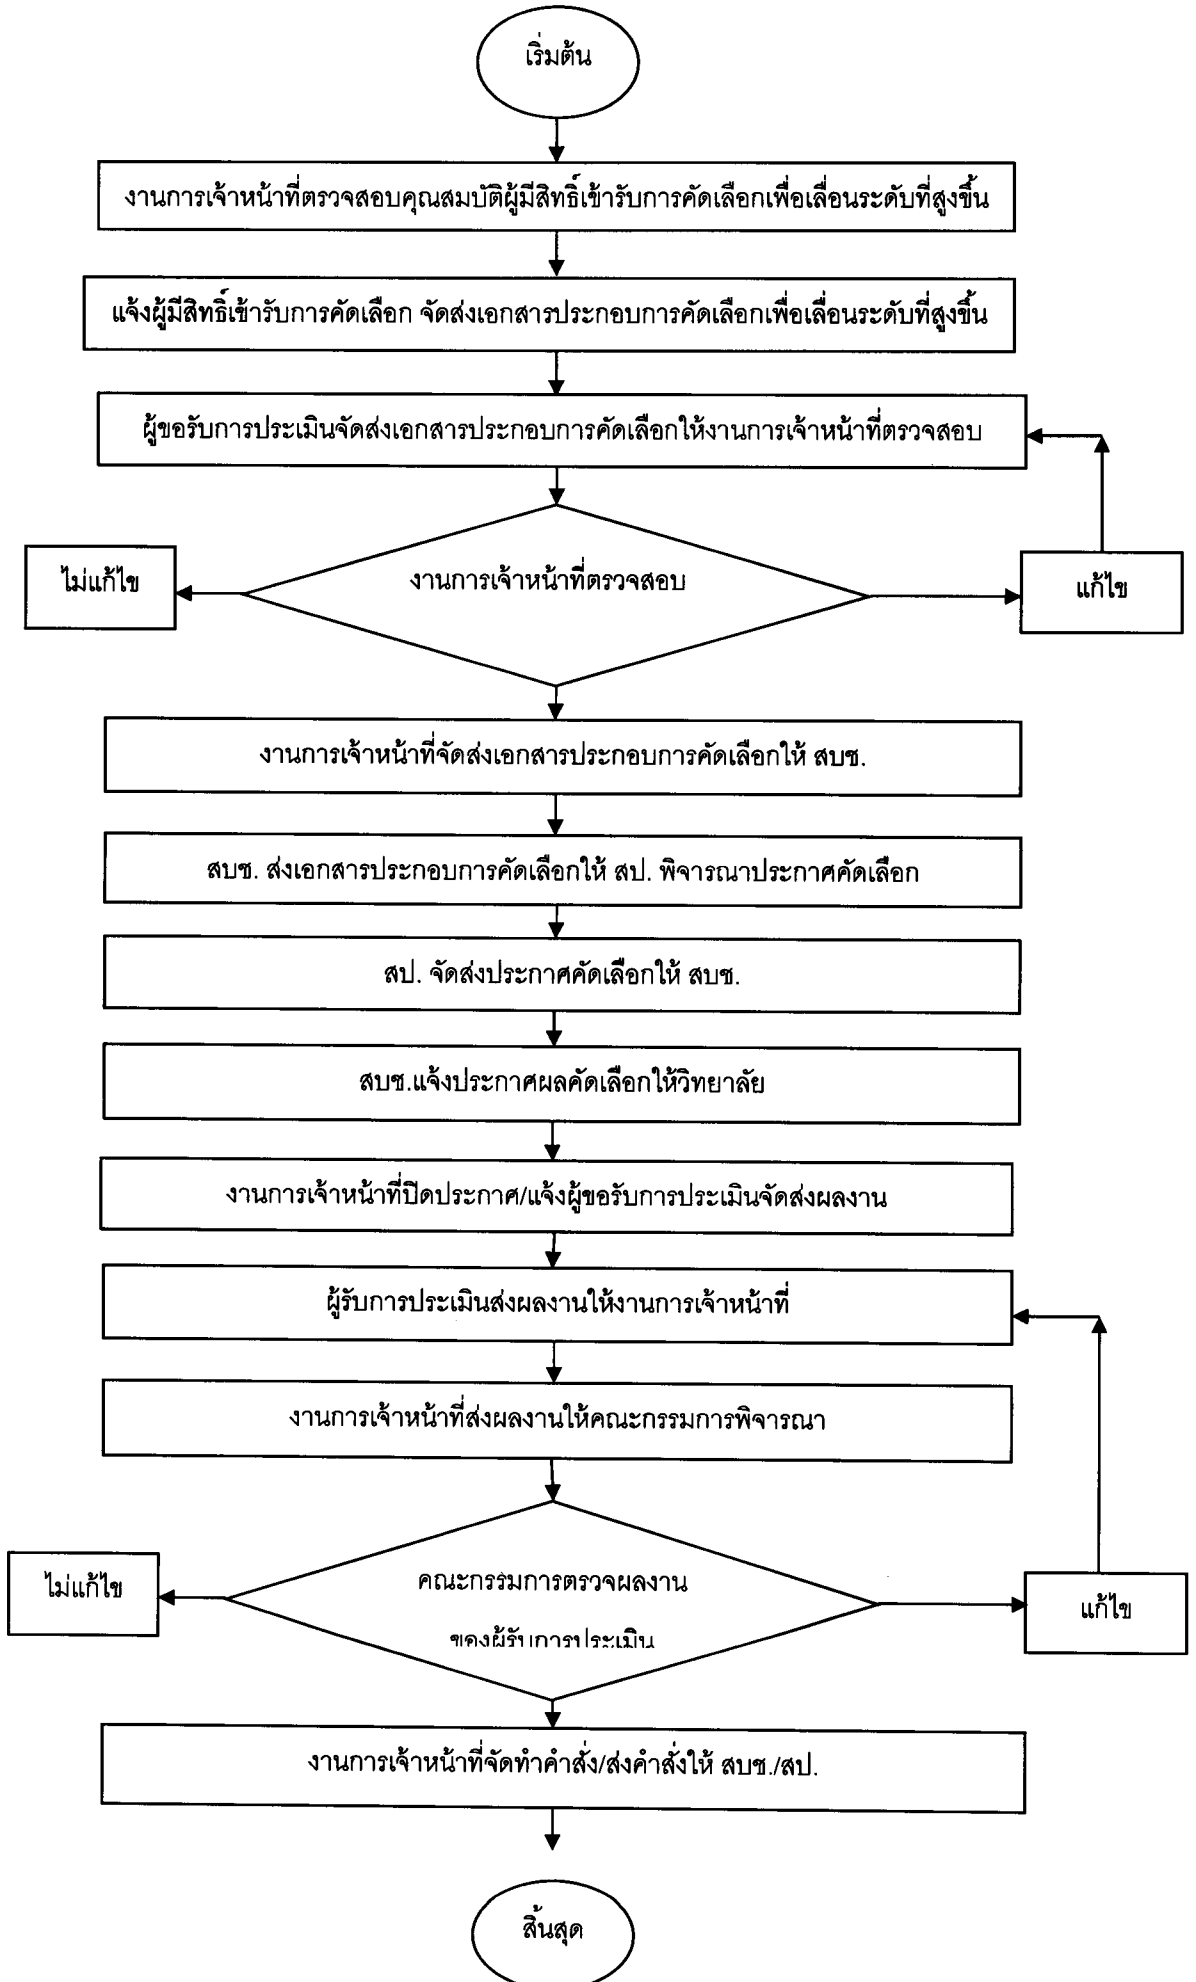 เริ่มต้น
งานการเจ้าหน้าที่ตรวจสอบคุณสมบัติผู้มีสิทธิ์เข้ารับการคัดเลือกเพื่อเลื่อนระดับที่สูงขึ้น
แจ้งผู้มีสิทธิ์เข้ารับการคัดเลือก จัดส่งเอกสารประกอบการคัดเลือกเพื่อเลื่อนระดับที่สูงขึ้น
ผู้ขอรับการประเมินจัดส่งเอกสารประกอบการคัดเลือกให้งานการเจ้าหน้าที่ตรวจสอบ
ไม่แก้ไข
งานการเจ้าหน้าที่ตรวจสอบ
แก้ไข
งานการเจ้าหน้าที่จัดส่งเอกสารประกอบการคัดเลือกให้ สบช.
สบช. ส่งเอกสารประกอบการคัดเลือกให้ สป. พิจารณาประกาศคัดเลือก
สป. จัดส่งประกาศคัดเลือกให้ สบช.
สบช.แจ้งประกาศผลคัดเลือกให้วิทยาลัย
งานการเจ้าหน้าที่ปิดประกาศ/แจ้งผู้ขอรับการประเมินจัดส่งผลงาน
ผู้รับการประเมินส่งผลงานให้งานการเจ้าหน้าที่
งานการเจ้าหน้าที่ส่งผลงานให้คณะกรรมการพิจารณา
ไม่แก้ไข
คณะกรรมการตรวจผลงาน
ของผู้รับการประเมิน
แก้ไข
งานการเจ้าหน้าที่จัดทำคำสั่ง/ส่งคำสั่งให้ สบช./สป.
สิ้นสุด